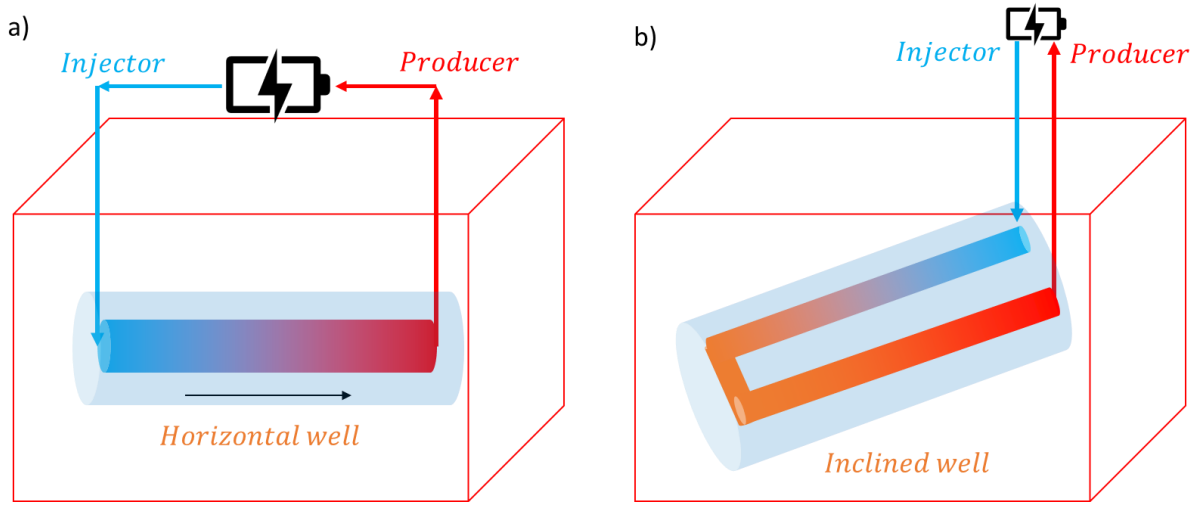 a)
Injector
Producer
Horizontal well
b)
Injector
Producer
Inclined well